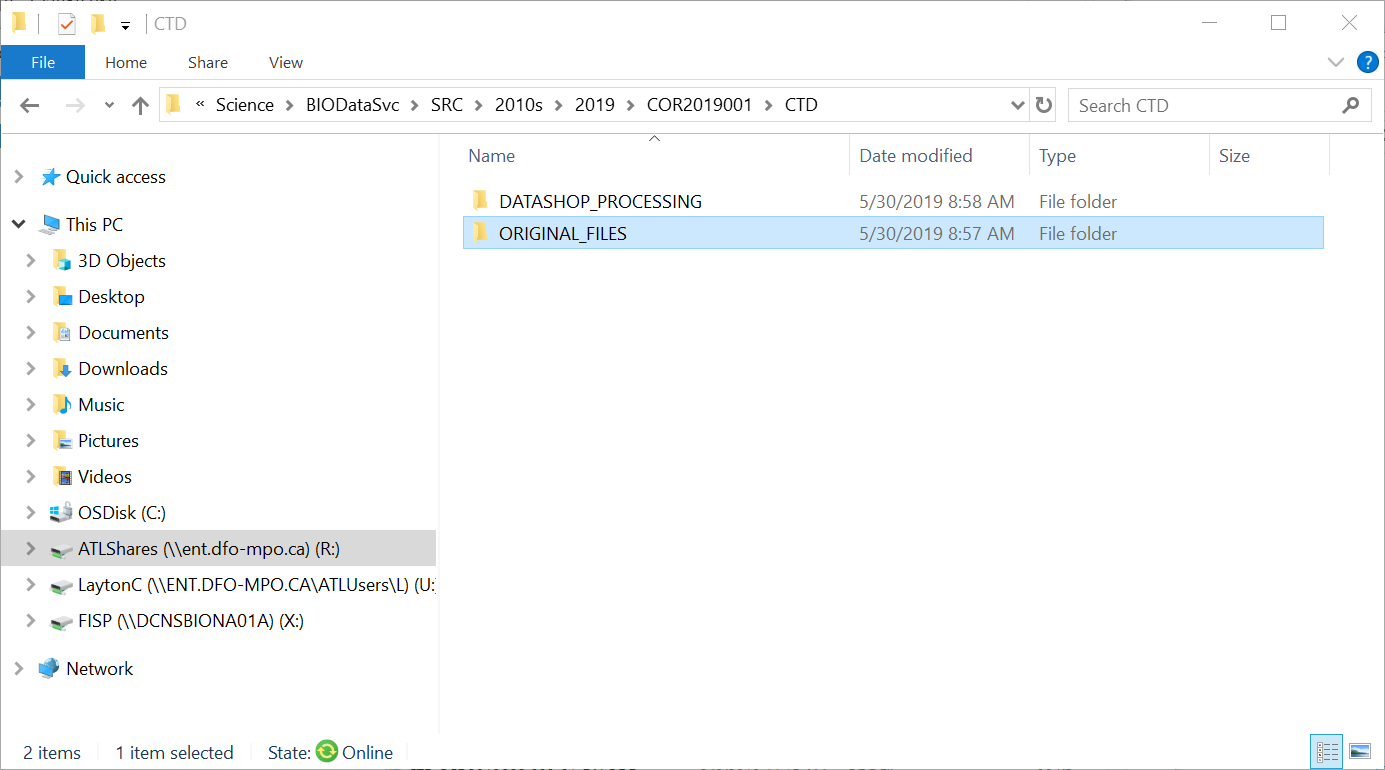 CTD
File Home Share View
« Science > BIODataSvc > SRC > 2010s > 2019 > COR2019001 > CTD Search CTD
Name Date modified Type Size
DATASHOP_PROCESSING 5/30/2019 8:58 AM File folder
ORIGINAL_FILES 5/30/2019 8:57 AM File folder
Quick access
This PC
3D Objects
Desktop
Documents
Downloads
Music
Pictures
Videos
OSDisk (C:)
ATLShares (\\ent.dfo-mpo.ca) (R:)
LaytonC (\\ENT.DFO-MPO.CA\ATLUsers\L) (U:
FISP (\\DCNSBIONA01A) (X:)
Network
2 items 1 item selected State: Online